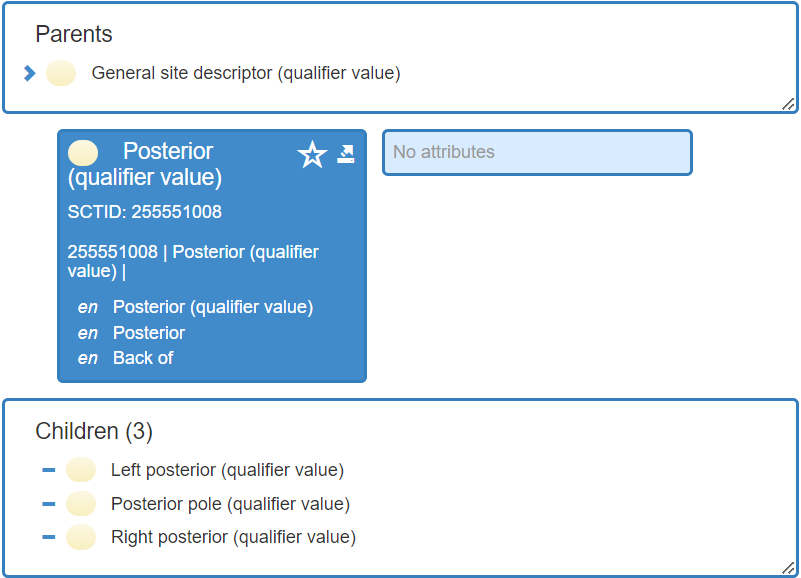 Parents
General site descriptor (qualifier value)
Posterior
(qualifier value)
SCTID: 255551008
255551008 | Posterior (qualifier
value) |
en Posterior (qualifier value)
en Posterior
en Back of
No attributes
Children (3)
Left posterior (qualifier value)
Posterior pole (qualifier value)
Right posterior (qualifier value)